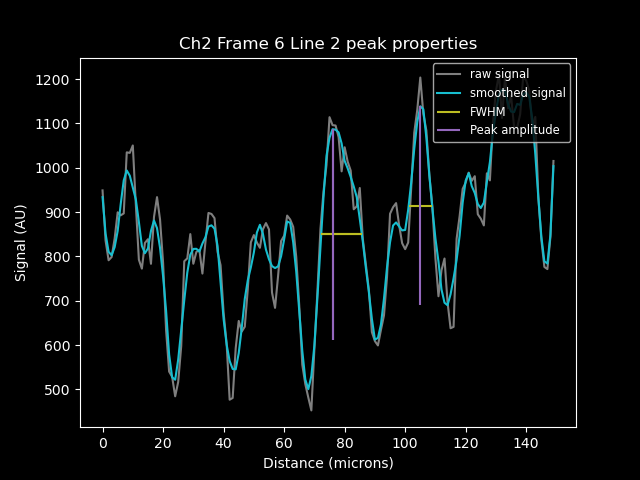 Ch2 Frame 6 Line 2 peak properties
raw signal
smoothed signal
FWHM
Peak amplitude
Signal (AU)
1200
1100
1000
900
800
700
600
500
0 20 40 60 80 100 120 140
Distance (microns)